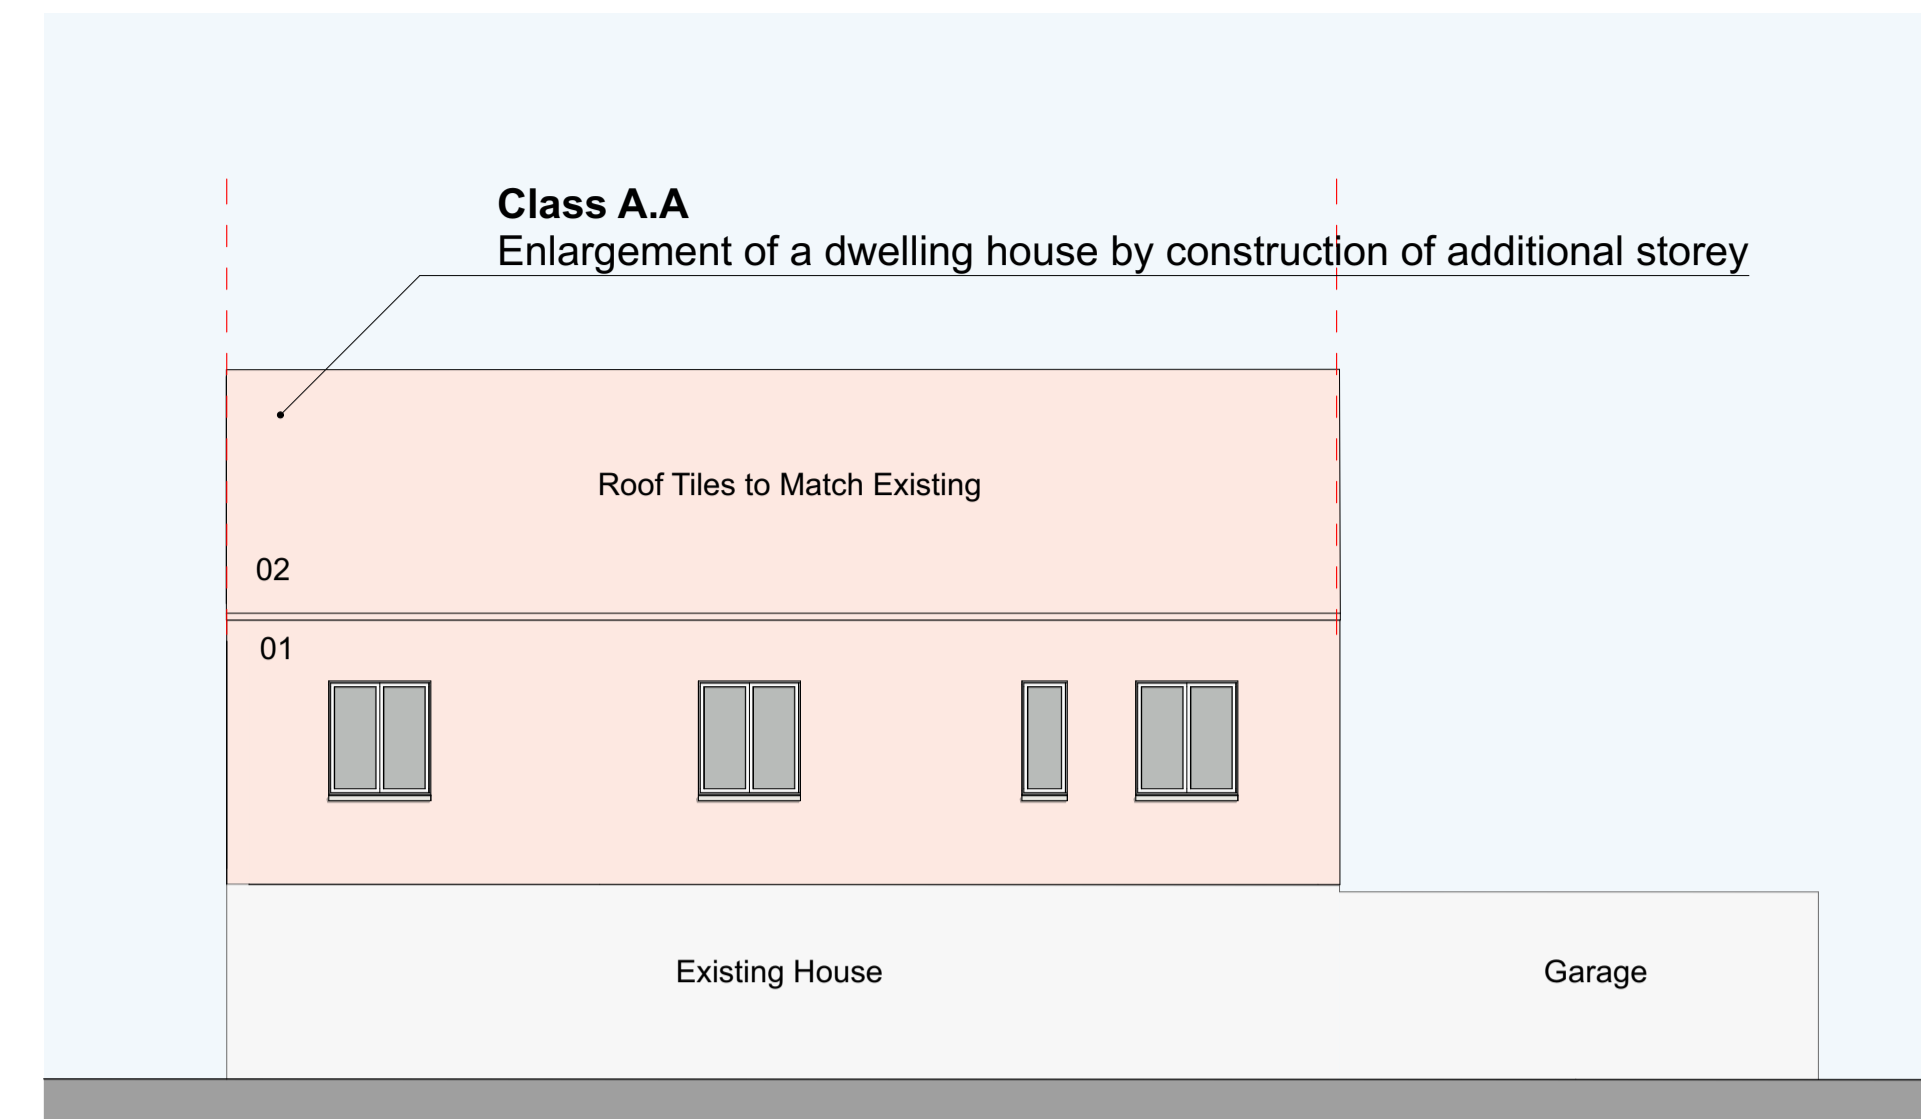 Class A.A
Enlargement of a dwelling house by construction of additional storey
Roof Tiles to Match Existing
02
01
Existing House
Garage